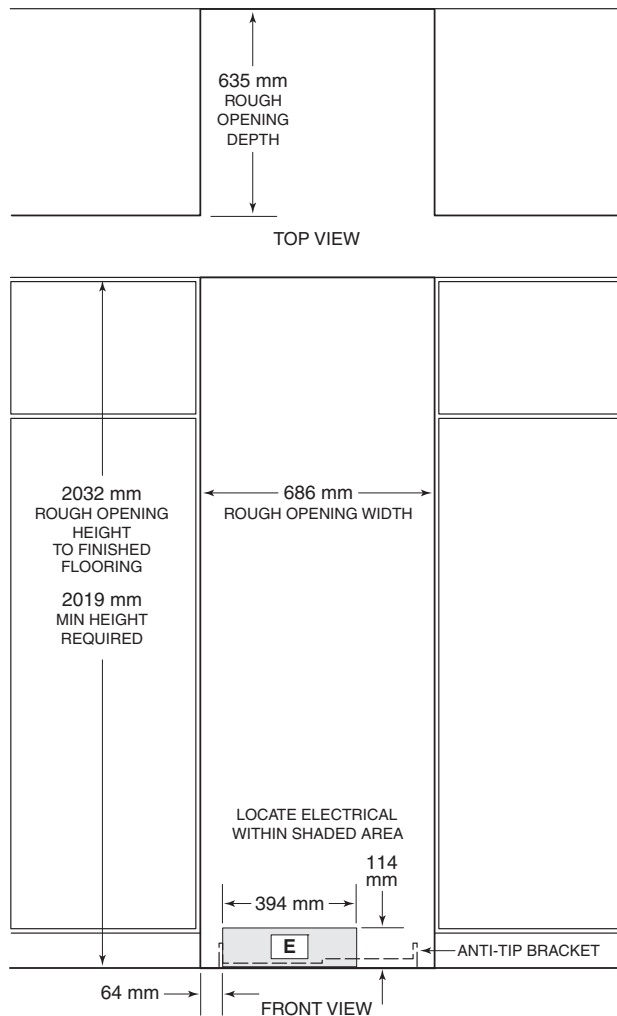 635 mm
ROUGH
OPENING
DEPTH
TOP VIEW
2032 mm
ROUGH OPENING
HEIGHT
TO FINISHED
FLOORING
2019 mm
MIN HEIGHT
REQUIRED
686 mm
ROUGH OPENING WIDTH
LOCATE ELECTRICAL
WITHIN SHADED AREA
114
mm
394 mm
E
ANTI-TIP BRACKET
64 mm
FRONT VIEW